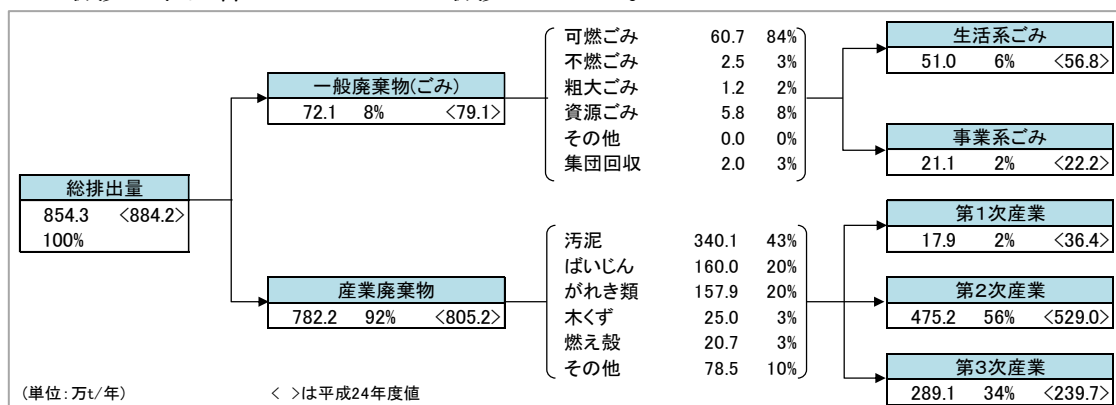 総排出量
854.3 <884.2>
100%
一般廃棄物(ごみ)
72.1 8% <79.1>
可燃ごみ 60.7 84%
不燃ごみ 2.5 3%
粗大ごみ 1.2 2%
資源ごみ 5.8 8%
その他 0.0 0%
集団回収 2.0 3%
生活系ごみ
51.0 6% <56.8>
事業系ごみ
21.1 2% <22.2>
産業廃棄物
782.2 92% <805.2>
汚泥 340.1 43%
ばいじん 160.0 20%
がれき類 157.9 20%
木くず 25.0 3%
燃え殻 20.7 3%
その他 78.5 10%
第1次産業
17.9 2% <36.4>
第2次産業
475.2 56% <529.0>
第3次産業
289.1 34% <239.7>
(単位:万t/年) < >は平成24年度値